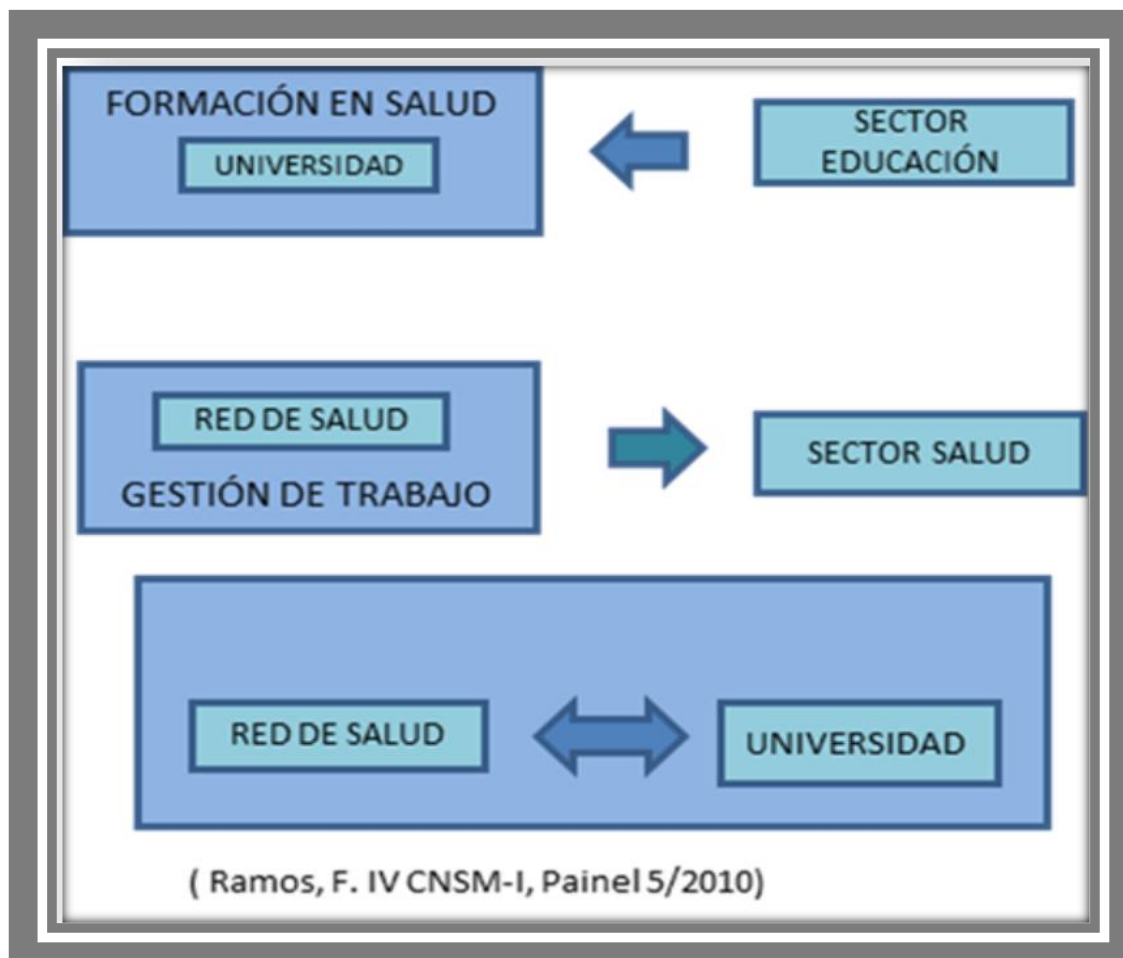 FORMACIÓN EN SALUD
UNIVERSIDAD
SECTOR
EDUCACIÓN
RED DE SALUD
GESTIÓN DE TRABAJO
SECTOR SALUD
RED DE SALUD
UNIVERSIDAD
( Ramos, F. IV CNSM-I, Painel 5/2010)